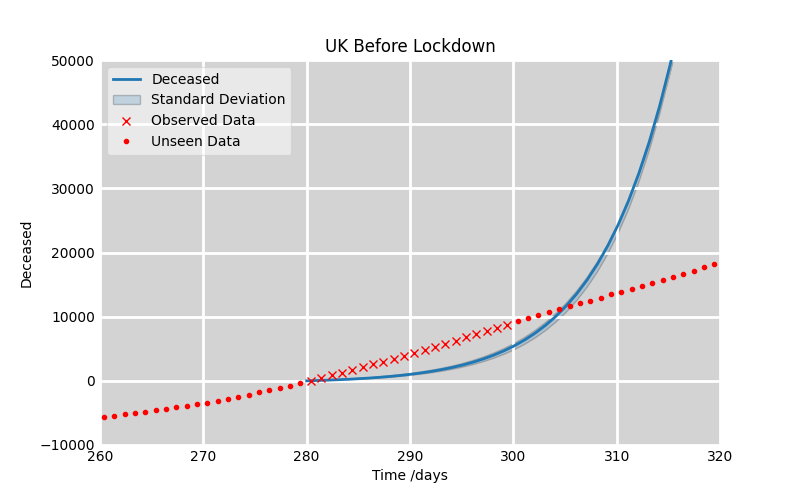 UK Before Lockdown
50000
40000
30000
20000
10000
0
−10000
Deceased
Deceased
Standard Deviation
Observed Data
Unseen Data
260 270 280 290 300 310 320
Time /days